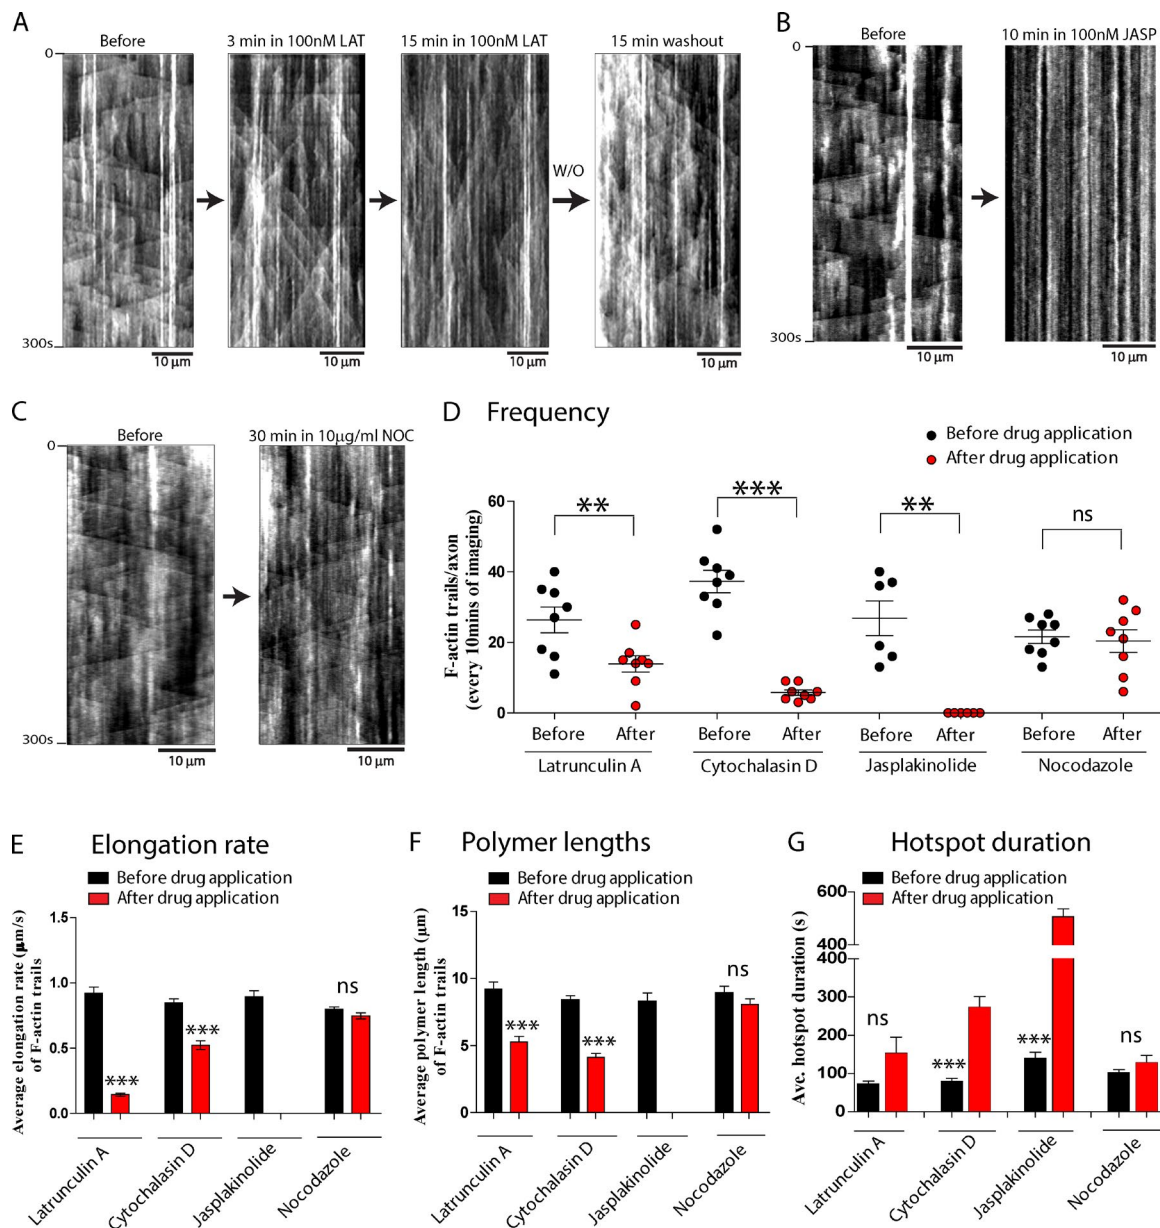 A
Before
3 min in 100nM LAT
15 min in 100nM LAT
15 min washout
0
300s
W/O
10 μm
10 μm
10 μm
10 μm
B
Before
10 min in 100nM JASP
0
300s
10 μm
10 μm
C
Before
30 min in 10μg/ml NOC
0
300s
10 μm
10 μm
D Frequency
Before drug application
After drug application
F-actin trails/axon
(every 10mins of imaging)
60
40
20
0
**
***
**
ns
Before After Before After Before After Before After
Latrunculin A Cytochalasin D Jasplakinolide Nocodazole
E Elongation rate
Before drug application
After drug application
Average elongation rate (μm/s)
of F-actin trails
1.5
1.0
0.5
0.0
***
***
ns
Latrunculin A
Cytochalasin D
Jasplakinolide
Nocodazole
F Polymer lengths
Before drug application
After drug application
Average polymer length (μm)
of F-actin trails
15
10
5
0
***
***
ns
Latrunculin A
Cytochalasin D
Jasplakinolide
Nocodazole
G Hotspot duration
Before drug application
After drug application
Ave. hotspot duration (s)
600
400
400
300
200
100
0
ns
***
***
ns
Latrunculin A
Cytochalasin D
Jasplakinolide
Nocodazole